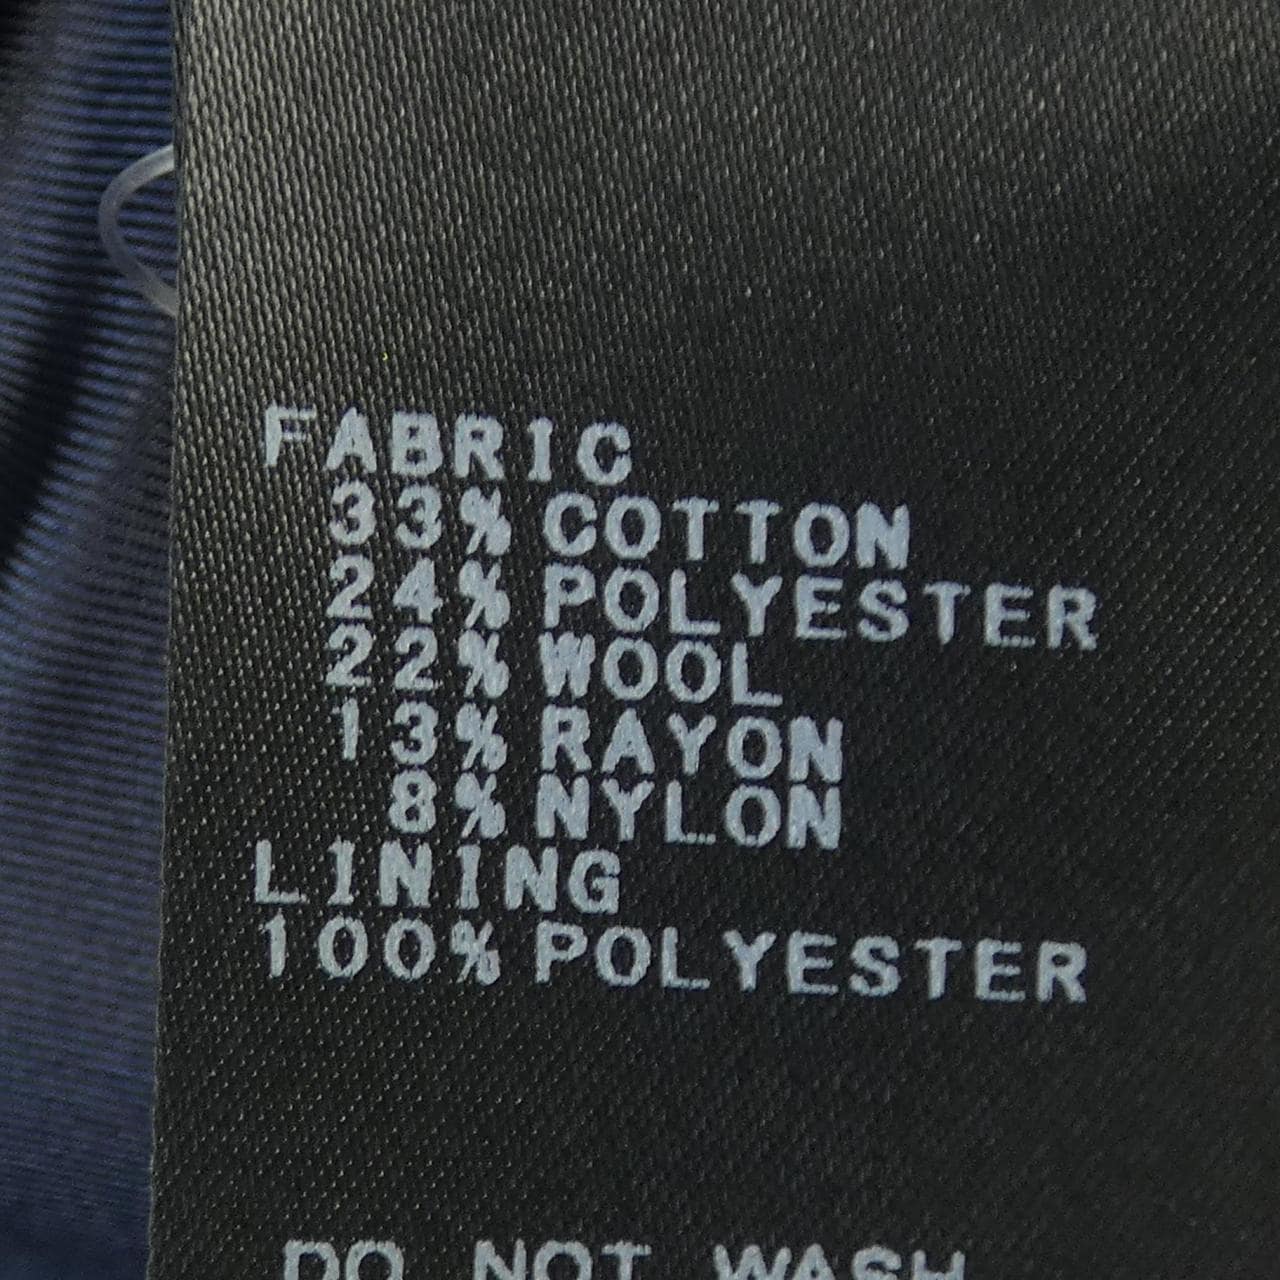 FABRIC
33% COTTON
24% POLYESTER
22% WOOL
13% RAYON
8% NYLON
LINING
100% POLYESTER
DO NOT WASH